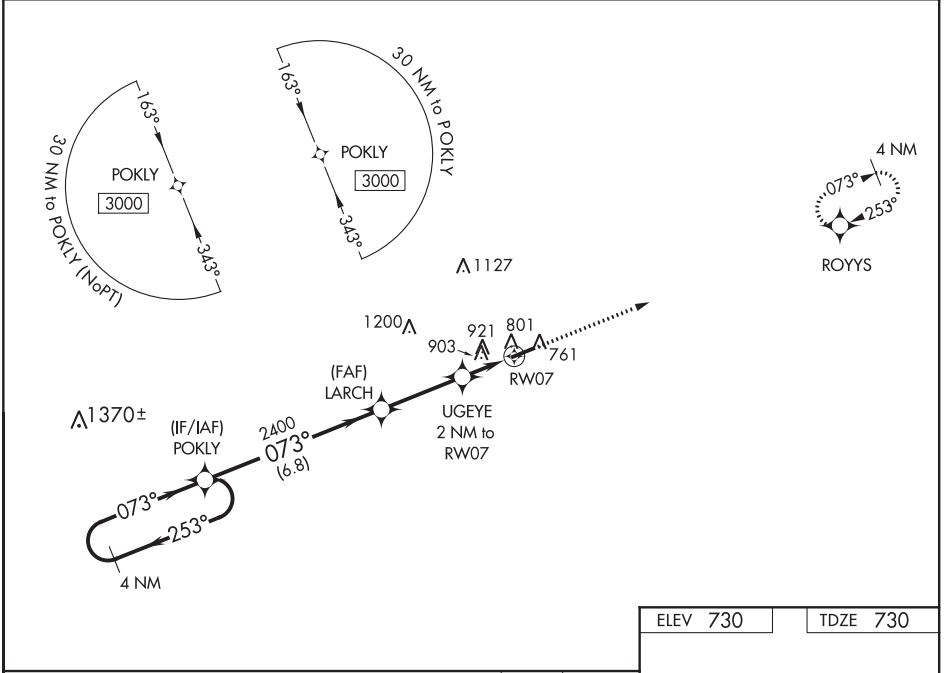 30 NM to POKLY
163°
163°
4 NM
POKLY
3000
POKLY
3000
073°
253°
30 NM to POKLY (NoPT)
343°
343°
ROYYS
1127
1200
921
801
903
761
RW07
(FAF)
LARCH
UGEYE
2 NM to
RW07
1370±
(IF/IAF)
POKLY
2400
073°
(6.8)
073°
253°
4 NM
ELEV 730
TDZE 730